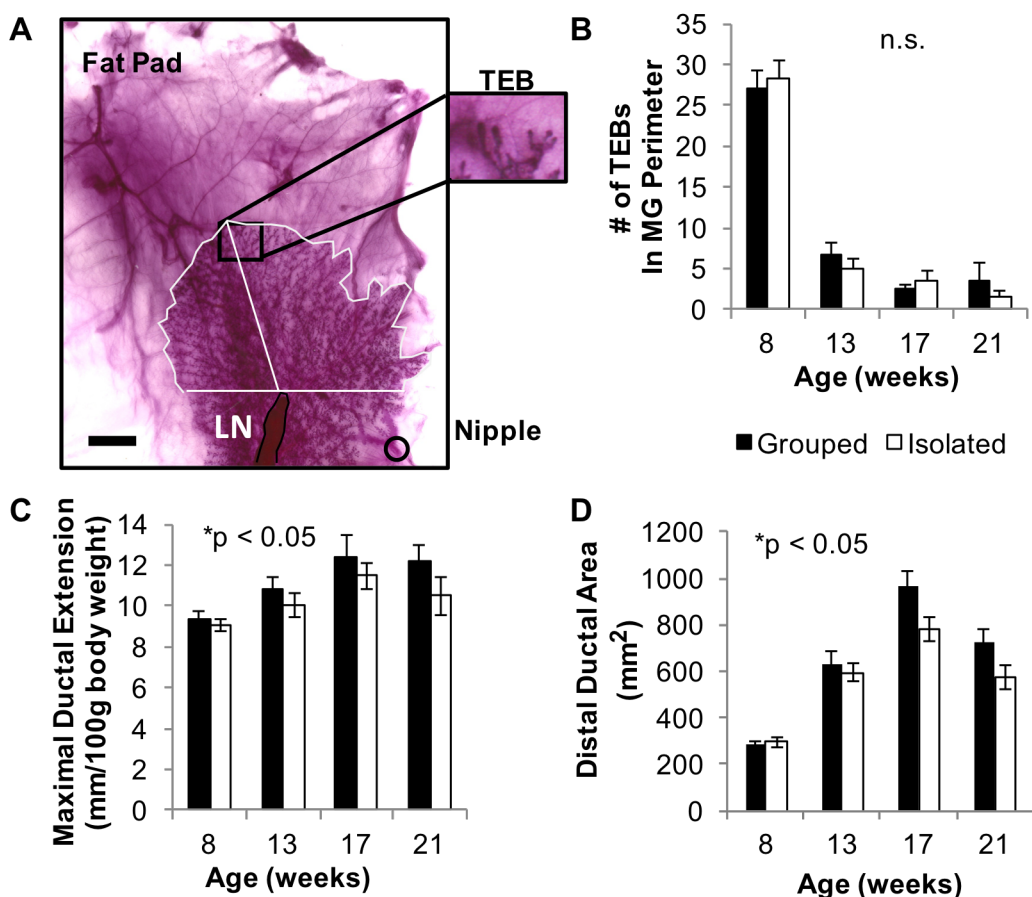 A
Fat Pad
TEB
LN
Nipple
B
n.s.
# of TEBs
In MG Perimeter
35
30
25
20
15
10
5
0
8 13 17 21
Age (weeks)
Grouped Isolated
C
*p < 0.05
Maximal Ductal Extension
(mm/100g body weight)
14
12
10
8
6
4
2
0
8 13 17 21
Age (weeks)
D
*p < 0.05
Distal Ductal Area
(mm²)
1200
1000
800
600
400
200
0
8 13 17 21
Age (weeks)